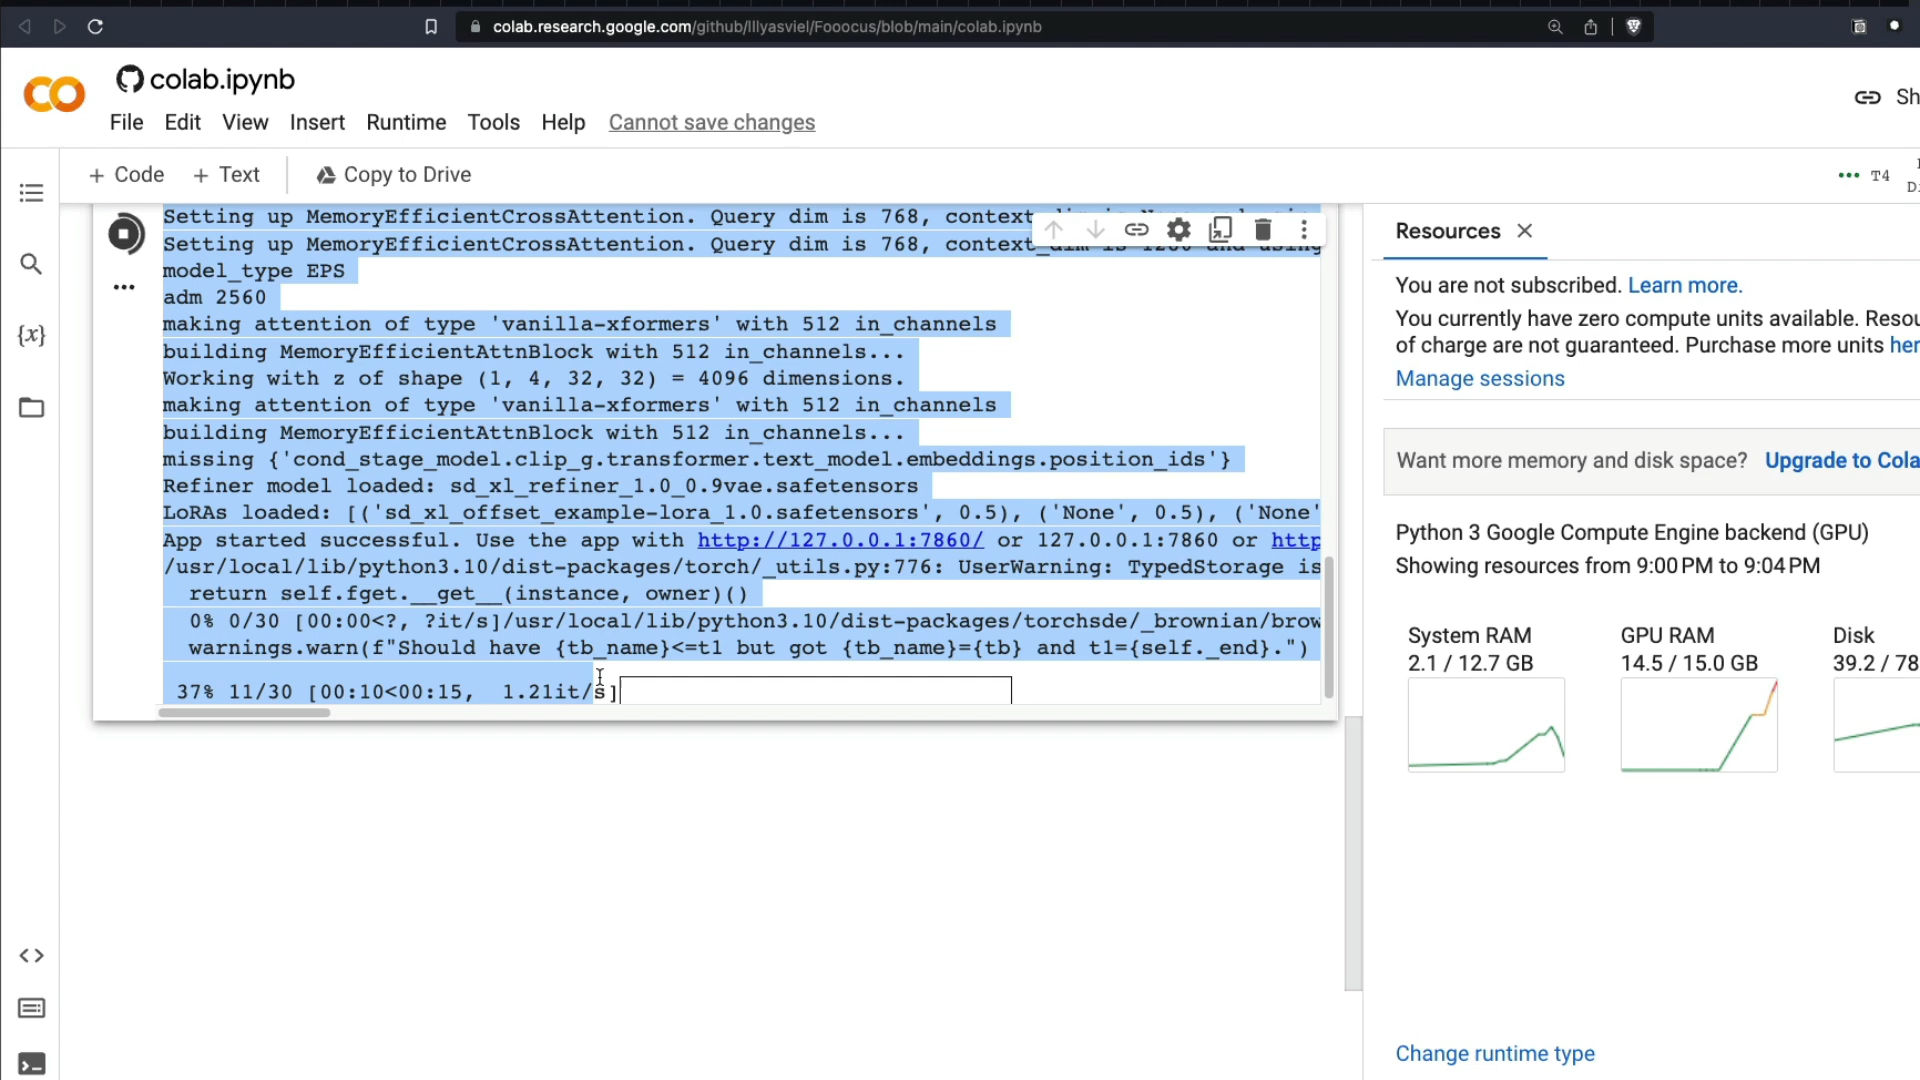 colab.research.google.com/github/lllyasviel/Fooocus/blob/main/colab.ipynb
colab.ipynb
File Edit View Insert Runtime Tools Help Cannot save changes
+ Code + Text Copy to Drive
T4
Setting up MemoryEfficientCrossAttention. Query dim is 768,
Setting up MemoryEfficientCrossAttention. Query dim is 768, context_dim is 1280 and using
model_type EPS
adm 2560
making attention of type 'vanilla-xformers' with 512 in_channels
building MemoryEfficientAttnBlock with 512 in_channels...
Working with z of shape (1, 4, 32, 32) = 4096 dimensions.
making attention of type 'vanilla-xformers' with 512 in_channels
building MemoryEfficientAttnBlock with 512 in_channels...
missing {'cond_stage_model.clip_g.transformer.text_model.embeddings.position_ids'}
Refiner model loaded: sd_xl_refiner_1.0_0.9vae.safetensors
LoRAs loaded: [('sd_xl_offset_example-lora_1.0.safetensors', 0.5), ('None', 0.5), ('None'
App started successful. Use the app with http://127.0.0.1:7860/ or 127.0.0.1:7860 or http
/usr/local/lib/python3.10/dist-packages/torch/_utils.py:776: UserWarning: TypedStorage is
return self.fget.__get__(instance, owner)()
0% 0/30 [00:00<?, ?it/s]/usr/local/lib/python3.10/dist-packages/torchsde/_brownian/brow
warnings.warn(f"Should have {tb_name}<=t1 but got {tb_name}={tb} and t1={self._end}.")
37% 11/30 [00:10<00:15, 1.21it/s]
Resources
You are not subscribed. Learn more.
You currently have zero compute units available. Resou
of charge are not guaranteed. Purchase more units her
Manage sessions
Want more memory and disk space? Upgrade to Cola
Python 3 Google Compute Engine backend (GPU)
Showing resources from 9:00 PM to 9:04 PM
System RAM
2.1 / 12.7 GB
GPU RAM
14.5 / 15.0 GB
Disk
39.2 / 78
Change runtime type